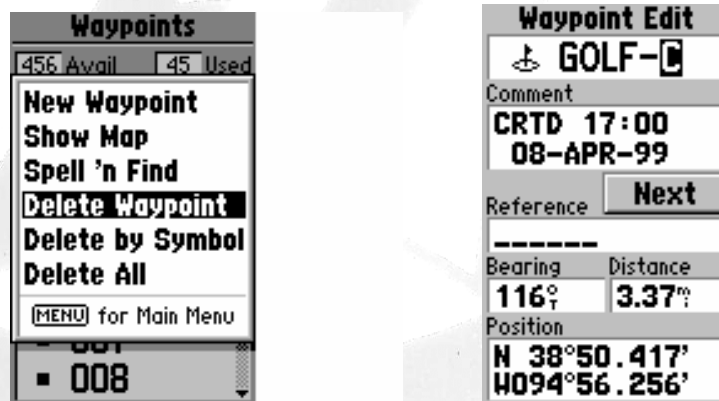 Waypoints
456 Avail 45 Used
New Waypoint
Show Map
Spell 'n Find
Delete Waypoint
Delete by Symbol
Delete All
MENU for Main Menu
008
Waypoint Edit
GOLF-C
Comment
CRTD 17:00
08-APR-99
Next
Reference
______
Bearing Distance
116°T 3.37mi
Position
N 38°50.417'
W094°56.256'